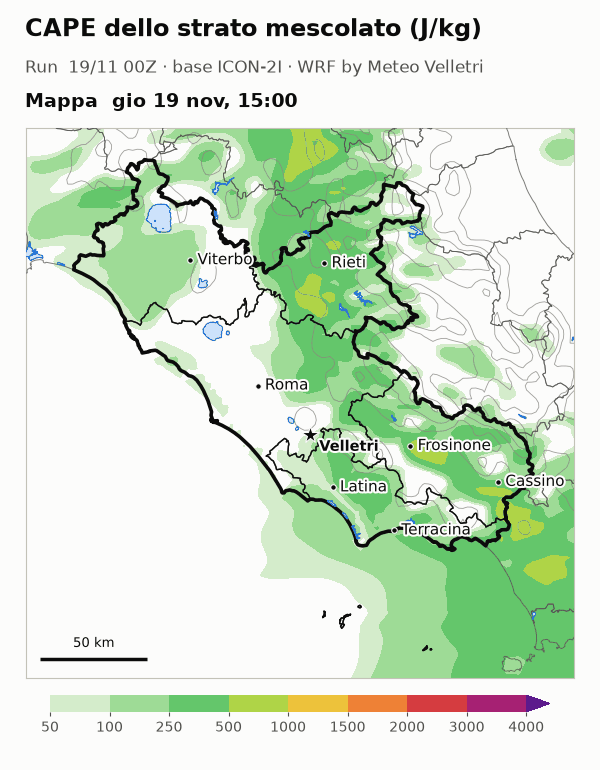 CAPE dello strato mescolato (J/kg)
Run 19/11 00Z · base ICON-2I · WRF by Meteo Velletri
Mappa gio 19 nov, 15:00
Viterbo
Rieti
Roma
Velletri
Frosinone
Cassino
Latina
Terracina
50 km
50 100 250 500 1000 1500 2000 3000 4000